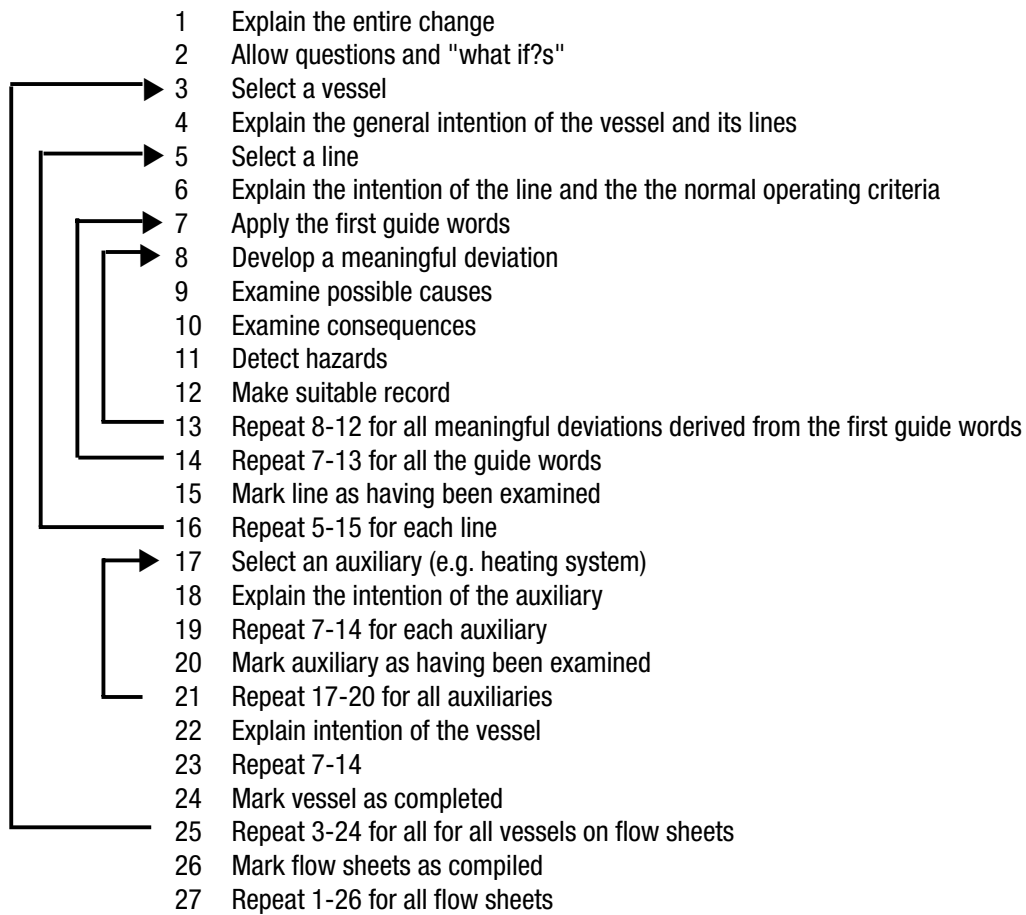 1 Explain the entire change
2 Allow questions and "what if?s"
3 Select a vessel
4 Explain the general intention of the vessel and its lines
5 Select a line
6 Explain the intention of the line and the the normal operating criteria
7 Apply the first guide words
8 Develop a meaningful deviation
9 Examine possible causes
10 Examine consequences
11 Detect hazards
12 Make suitable record
13 Repeat 8-12 for all meaningful deviations derived from the first guide words
14 Repeat 7-13 for all the guide words
15 Mark line as having been examined
16 Repeat 5-15 for each line
17 Select an auxiliary (e.g. heating system)
18 Explain the intention of the auxiliary
19 Repeat 7-14 for each auxiliary
20 Mark auxiliary as having been examined
21 Repeat 17-20 for all auxiliaries
22 Explain intention of the vessel
23 Repeat 7-14
24 Mark vessel as completed
25 Repeat 3-24 for all for all vessels on flow sheets
26 Mark flow sheets as compiled
27 Repeat 1-26 for all flow sheets